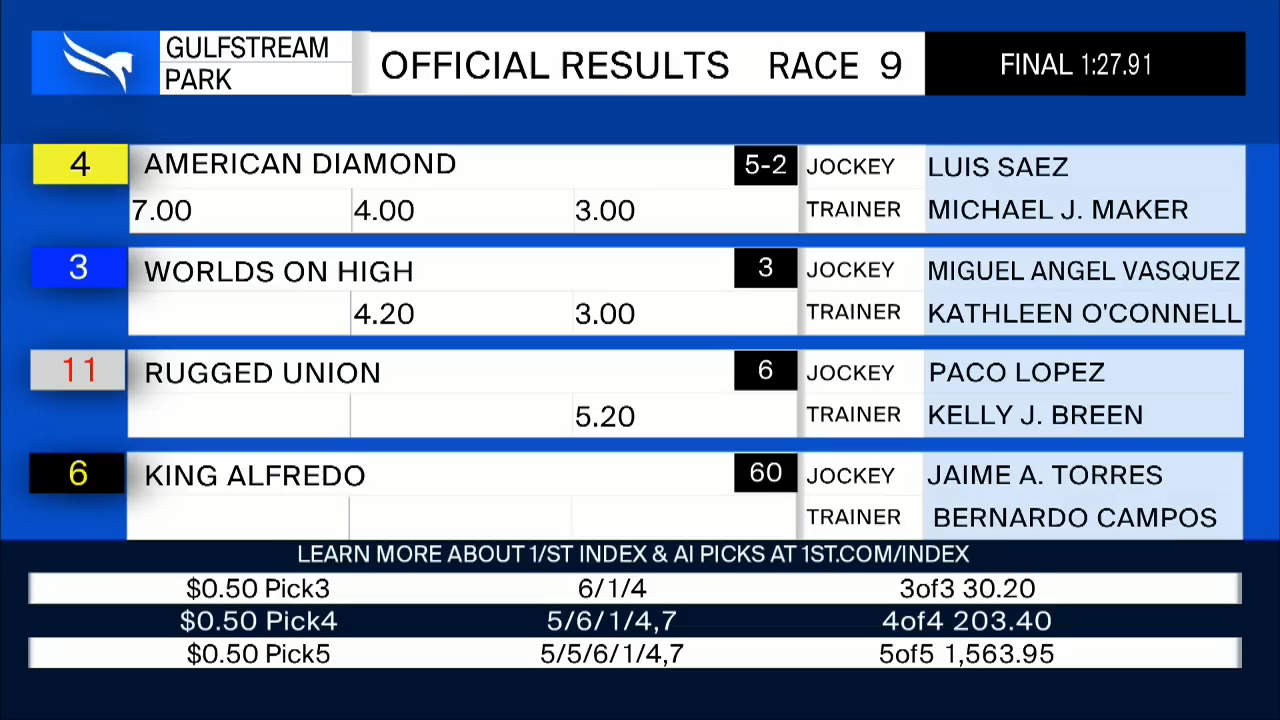 GULFSTREAM PARK OFFICIAL RESULTS RACE 9 FINAL 1:27.91
4 AMERICAN DIAMOND 5-2 JOCKEY LUIS SAEZ
7.00 4.00 3.00 TRAINER MICHAEL J. MAKER
3 WORLDS ON HIGH 3 JOCKEY MIGUEL ANGEL VASQUEZ
4.20 3.00 TRAINER KATHLEEN O'CONNELL
11 RUGGED UNION 6 JOCKEY PACO LOPEZ
5.20 TRAINER KELLY J. BREEN
6 KING ALFREDO 60 JOCKEY JAIME A. TORRES
TRAINER BERNARDO CAMPOS
LEARN MORE ABOUT 1/ST INDEX & AI PICKS AT 1ST.COM/INDEX
$0.50 Pick3 6/1/4 3of3 30.20
$0.50 Pick4 5/6/1/4,7 4of4 203.40
$0.50 Pick5 5/5/6/1/4,7 5of5 1,563.95